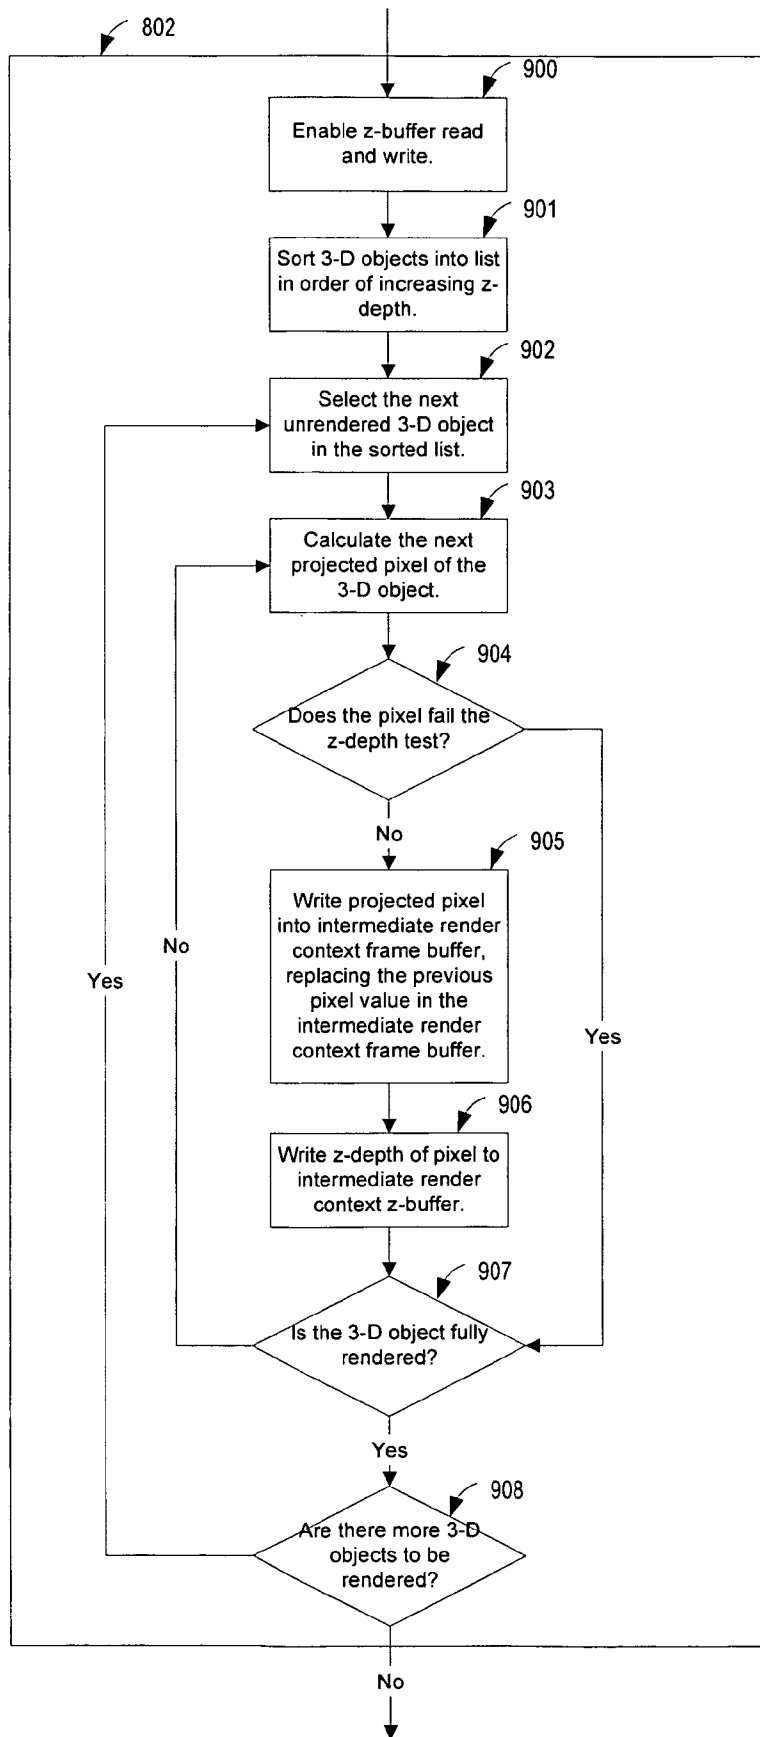 802
900
Enable z-buffer read
and write.
901
Sort 3-D objects into list
in order of increasing z-
depth.
902
Select the next
unrendered 3-D object
in the sorted list.
903
Calculate the next
projected pixel of the
3-D object.
904
Does the pixel fail the
z-depth test?
No
905
Write projected pixel
into intermediate render
context frame buffer,
replacing the previous
pixel value in the
intermediate render
context frame buffer.
No
Yes
Yes
906
Write z-depth of pixel to
intermediate render
context z-buffer.
907
Is the 3-D object fully
rendered?
Yes
908
Are there more 3-D
objects to be
rendered?
No